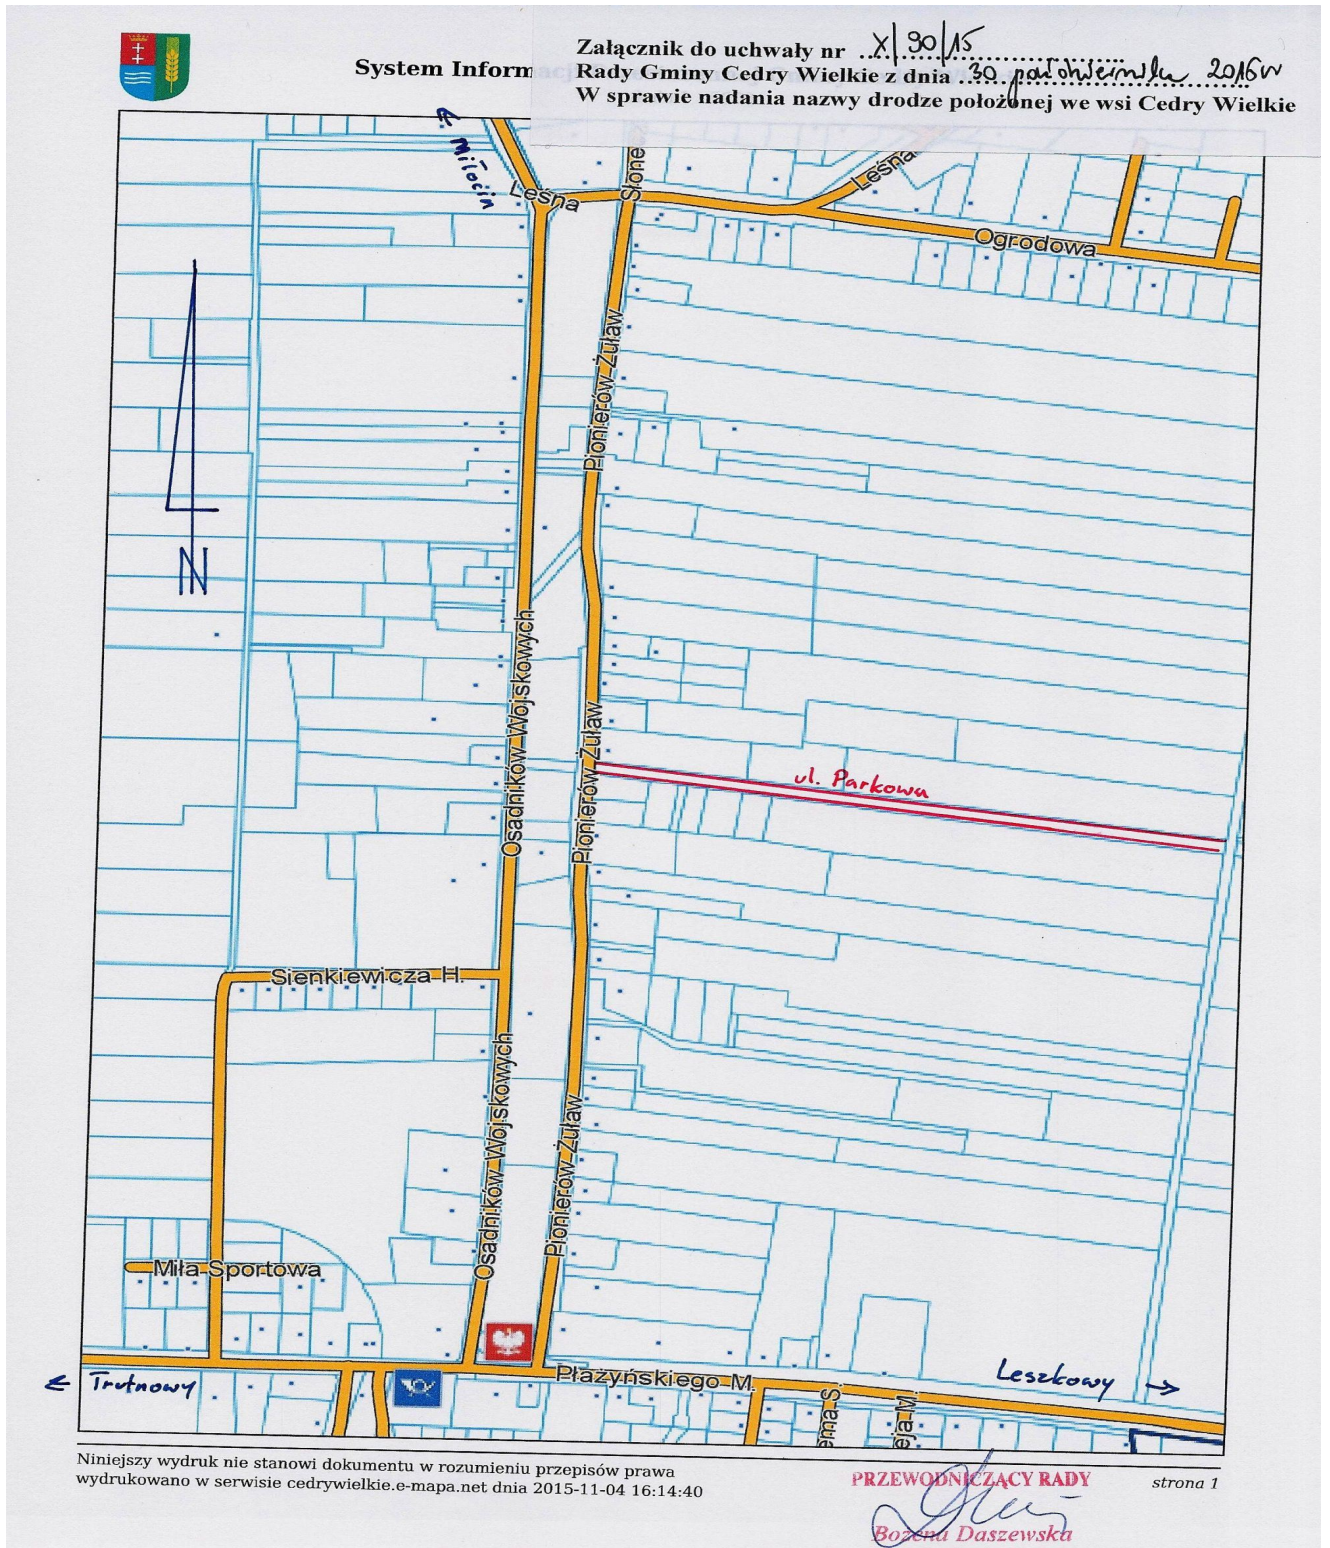 Załącznik do uchwały nr X/90/15
System Inform Rady Gminy Cedry Wielkie z dnia 30 października 2016 w
W sprawie nadania nazwy drodze położonej we wsi Cedry Wielkie
Miłocin
Leśna
Słone
Leśna
Ogrodowa
Pionierów Żuław
N
Osadników Wojskowych
Pionierów Żuław
ul. Parkowa
Sienkiewicza H.
Osadników Wojskowych
Pionierów Żuław
Miła Sportowa
Płażyńskiego M.
Leszkowy
Trutnowy
ema S.
eja M.
Niniejszy wydruk nie stanowi dokumentu w rozumieniu przepisów prawa
wydrukowano w serwisie cedrywielkie.e-mapa.net dnia 2015-11-04 16:14:40
PRZEWODNICZĄCY RADY
strona 1
Bożena Daszewska